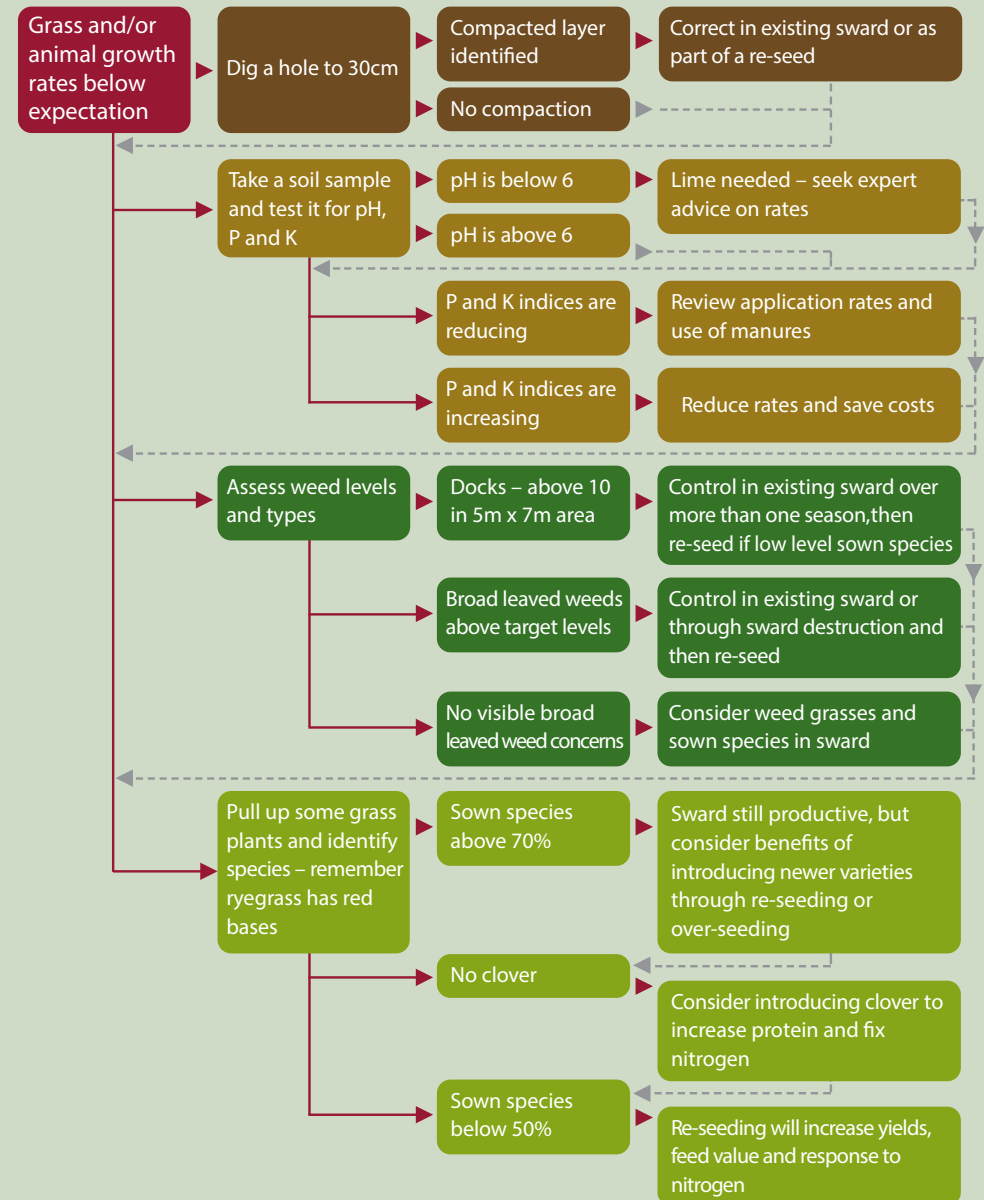 Grass and/or
animal growth
rates below
expectation
Dig a hole to 30cm
Compacted layer
identified
Correct in existing sward or as
part of a re-seed
No compaction
Take a soil sample
and test it for pH,
P and K
pH is below 6
Lime needed – seek expert
advice on rates
pH is above 6
P and K indices are
reducing
Review application rates and
use of manures
P and K indices are
increasing
Reduce rates and save costs
Assess weed levels
and types
Docks – above 10
in 5m x 7m area
Control in existing sward over
more than one season,then
re-seed if low level sown species
Broad leaved weeds
above target levels
Control in existing sward or
through sward destruction and
then re-seed
No visible broad
leaved weed concerns
Consider weed grasses and
sown species in sward
Pull up some grass
plants and identify
species – remember
ryegrass has red
bases
Sown species
above 70%
Sward still productive, but
consider benefits of
introducing newer varieties
through re-seeding or
over-seeding
No clover
Consider introducing clover to
increase protein and fix
nitrogen
Sown species
below 50%
Re-seeding will increase yields,
feed value and response to
nitrogen